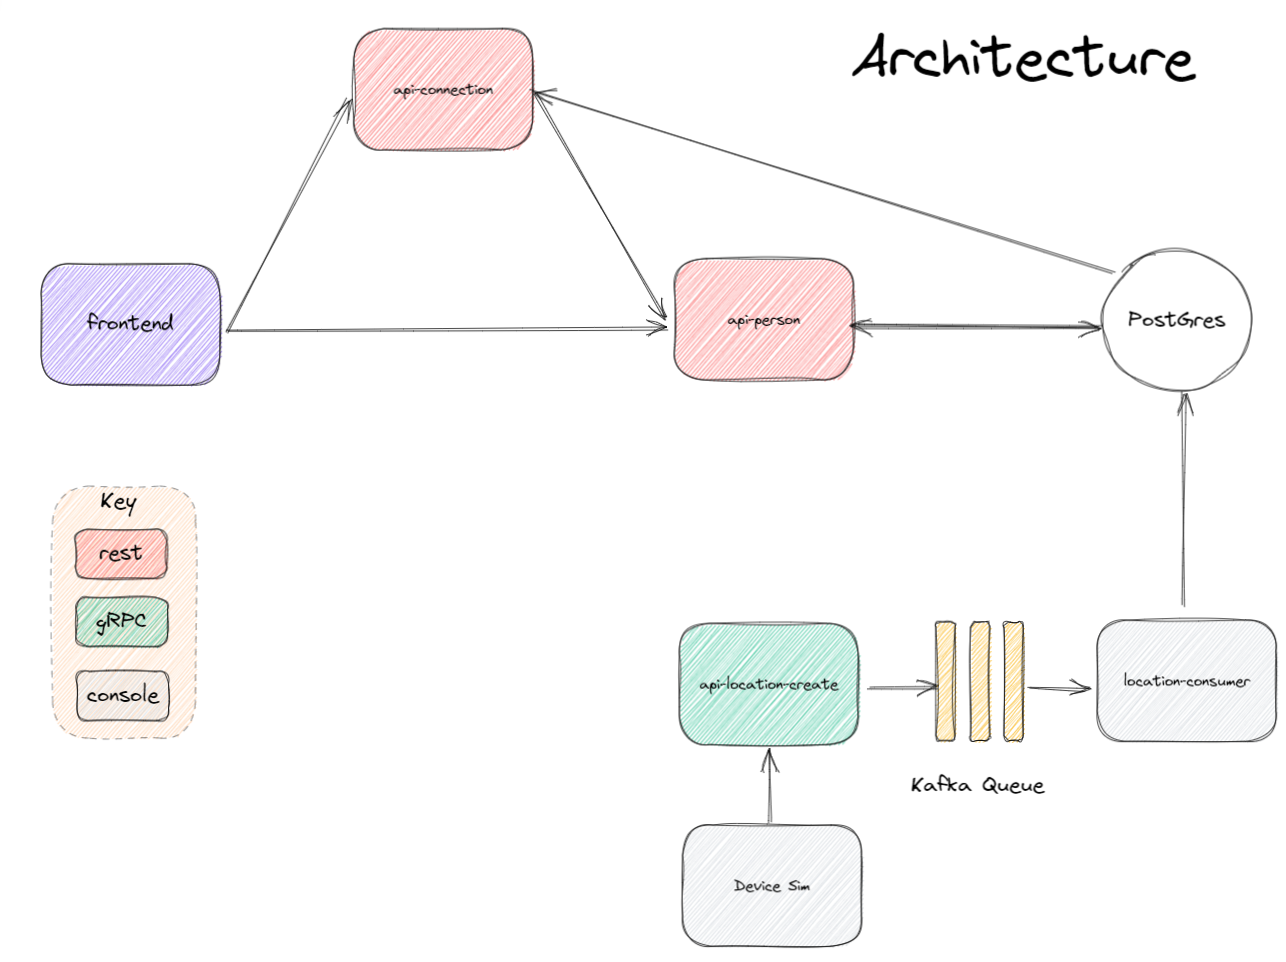 Architecture
api-connection
frontend
api-person
PostGres
Key
rest
gRPC
console
api-location-create
location-consumer
Kafka Queue
Device Sim